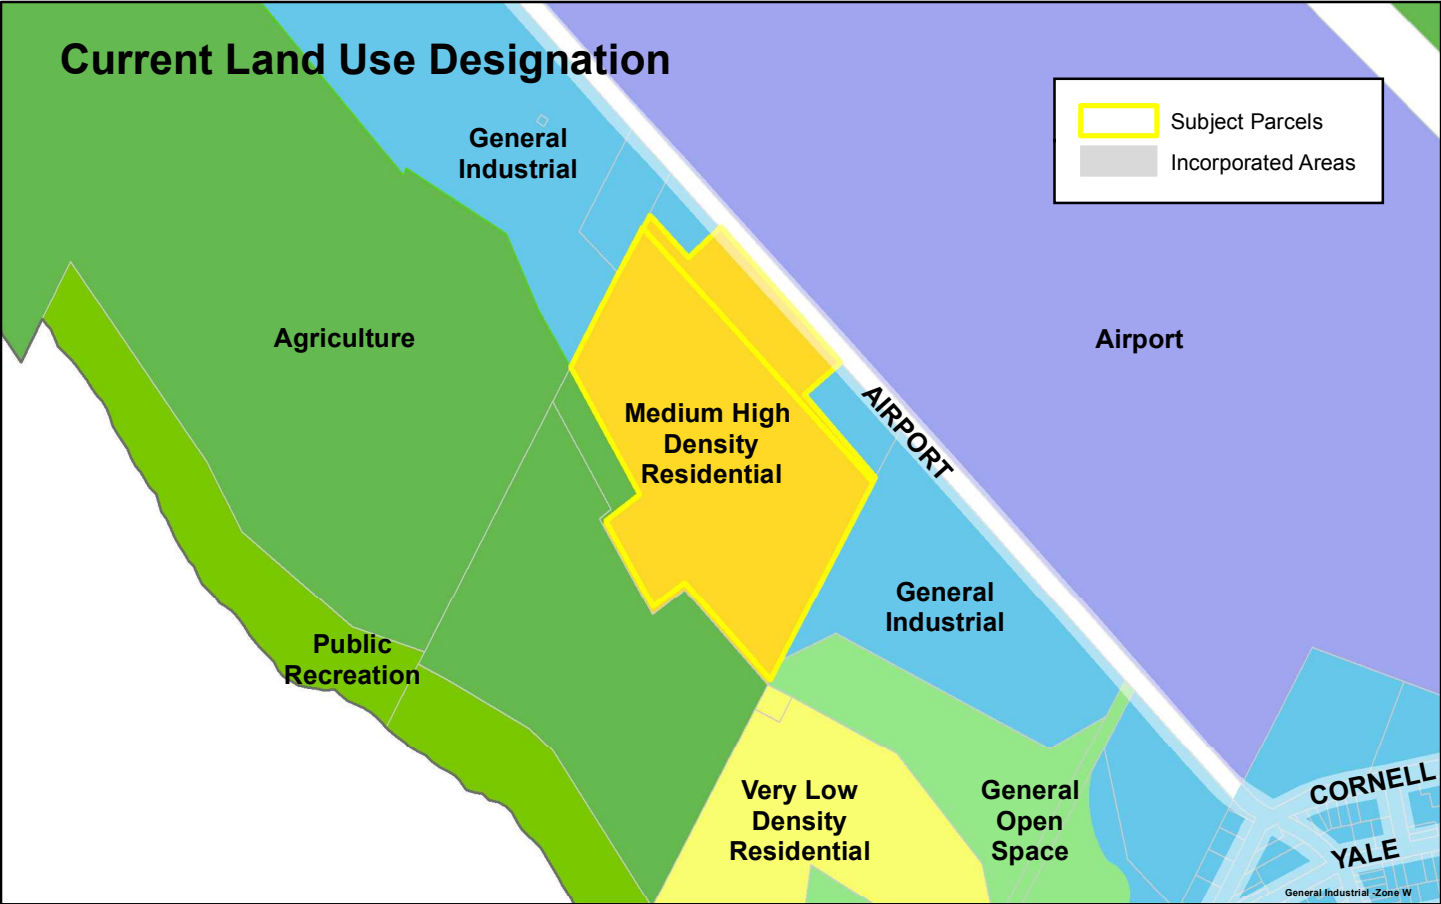 Current Land Use Designation
Subject Parcels
Incorporated Areas
General
Industrial
Agriculture
Airport
Medium High
Density
Residential
AIRPORT
General
Industrial
Public
Recreation
Very Low
Density
Residential
General
Open
Space
CORNELL
YALE
General Industrial -Zone W